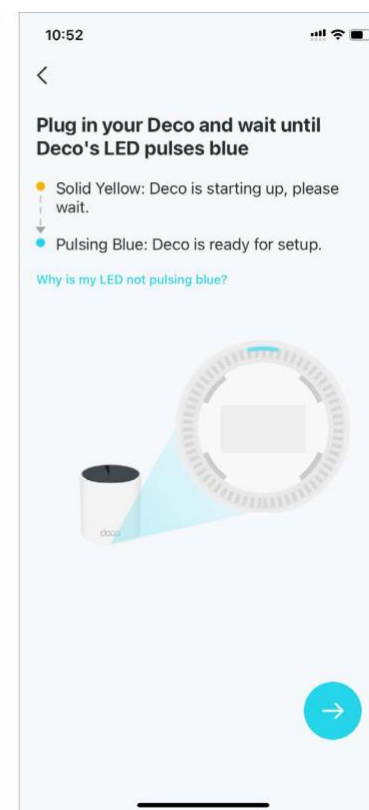 10:52
Plug in your Deco and wait until
Deco's LED pulses blue
Solid Yellow: Deco is starting up, please
wait.
Pulsing Blue: Deco is ready for setup.
Why is my LED not pulsing blue?
deco